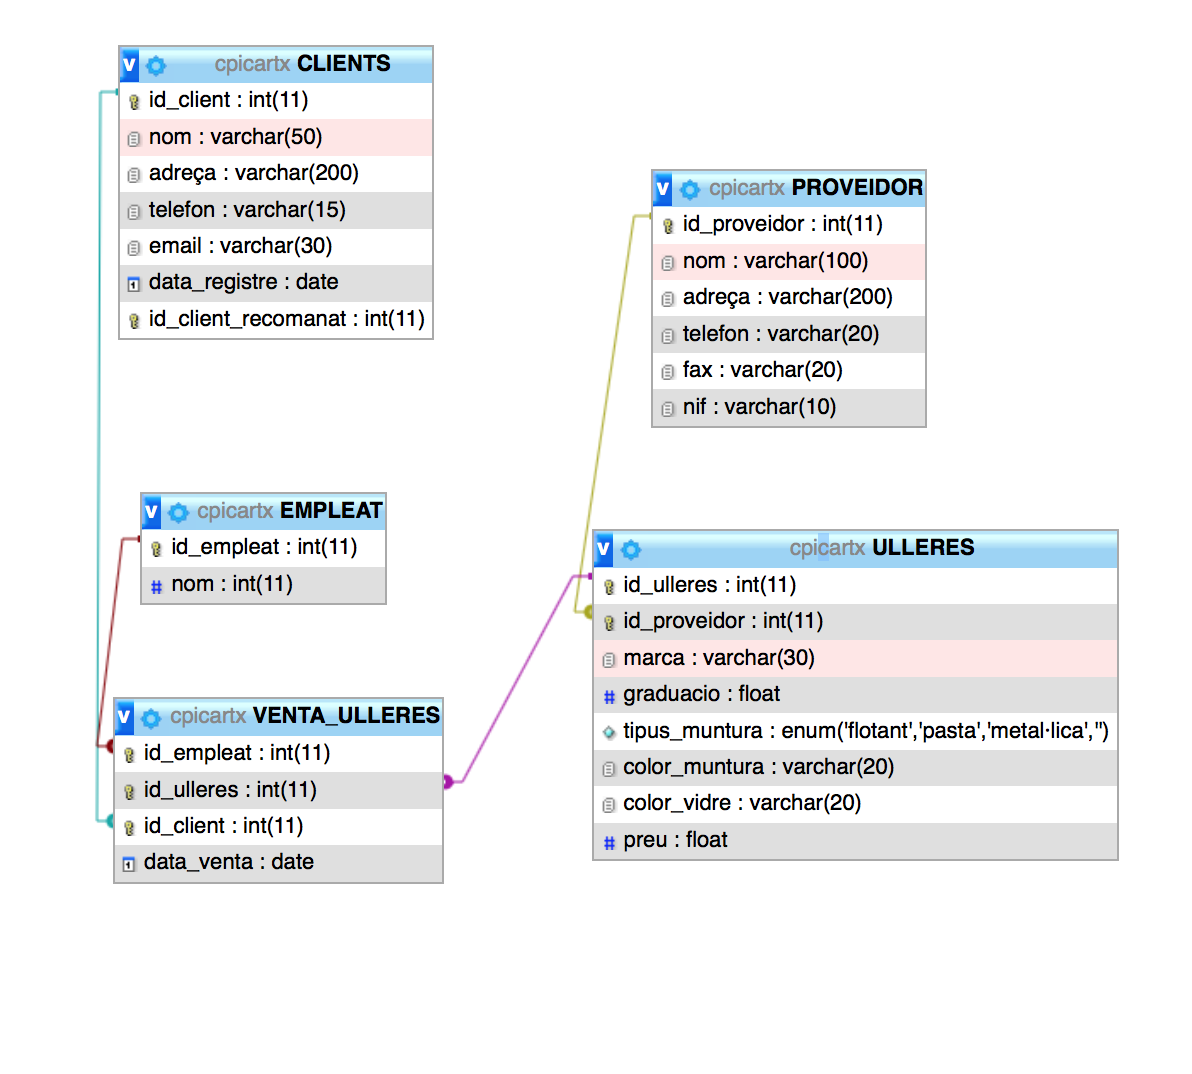 v cpicartx CLIENTS
id_client : int(11)
nom : varchar(50)
adreça : varchar(200)
telefon : varchar(15)
email : varchar(30)
data_registre : date
id_client_recomanat : int(11)
v cpicartx PROVEIDOR
id_proveidor : int(11)
nom : varchar(100)
adreça : varchar(200)
telefon : varchar(20)
fax : varchar(20)
nif : varchar(10)
v cpicartx EMPLEAT
id_empleat : int(11)
# nom : int(11)
v cpicartx ULLERES
id_ulleres : int(11)
id_proveidor : int(11)
marca : varchar(30)
# graduacio : float
tipus_muntura : enum('flotant','pasta','metal·lica','')
color_muntura : varchar(20)
color_vidre : varchar(20)
# preu : float
v cpicartx VENTA_ULLERES
id_empleat : int(11)
id_ulleres : int(11)
id_client : int(11)
data_venta : date